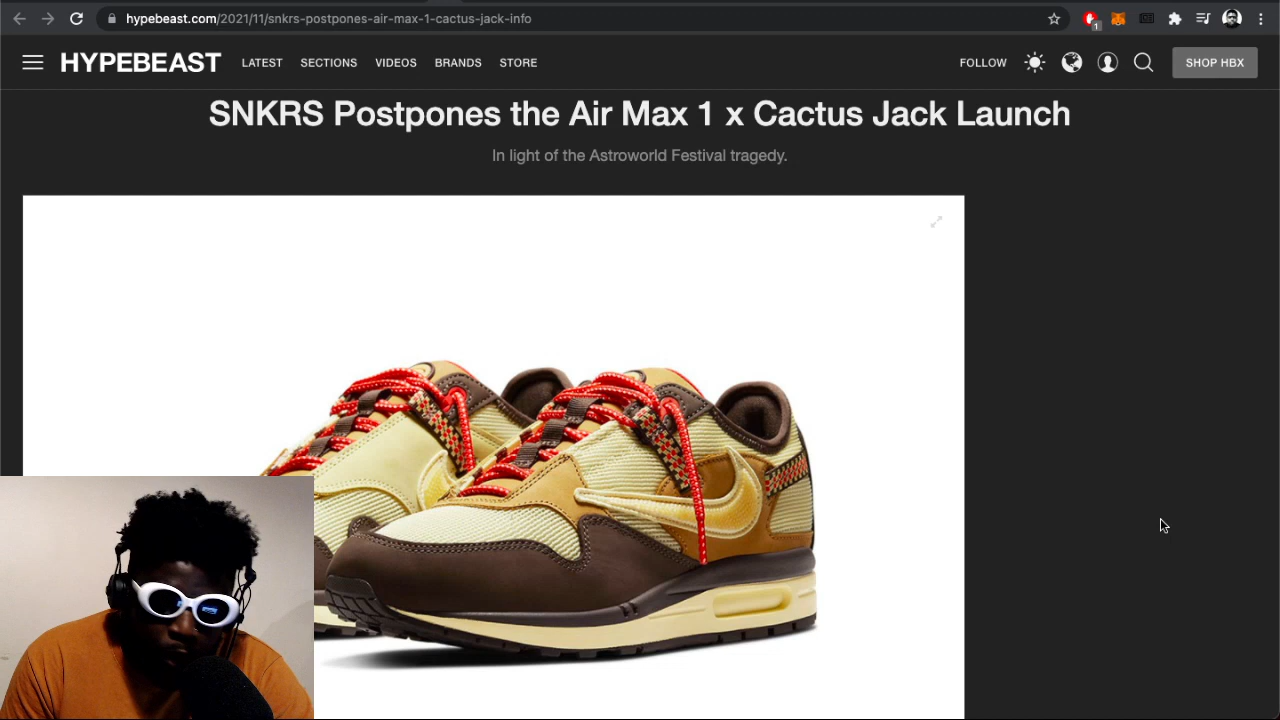 hypebeast.com/2021/11/snkrs-postpones-air-max-1-cactus-jack-info
1
HYPEBEAST LATEST SECTIONS VIDEOS BRANDS STORE FOLLOW SHOP HBX
SNKRS Postpones the Air Max 1 x Cactus Jack Launch
In light of the Astroworld Festival tragedy.